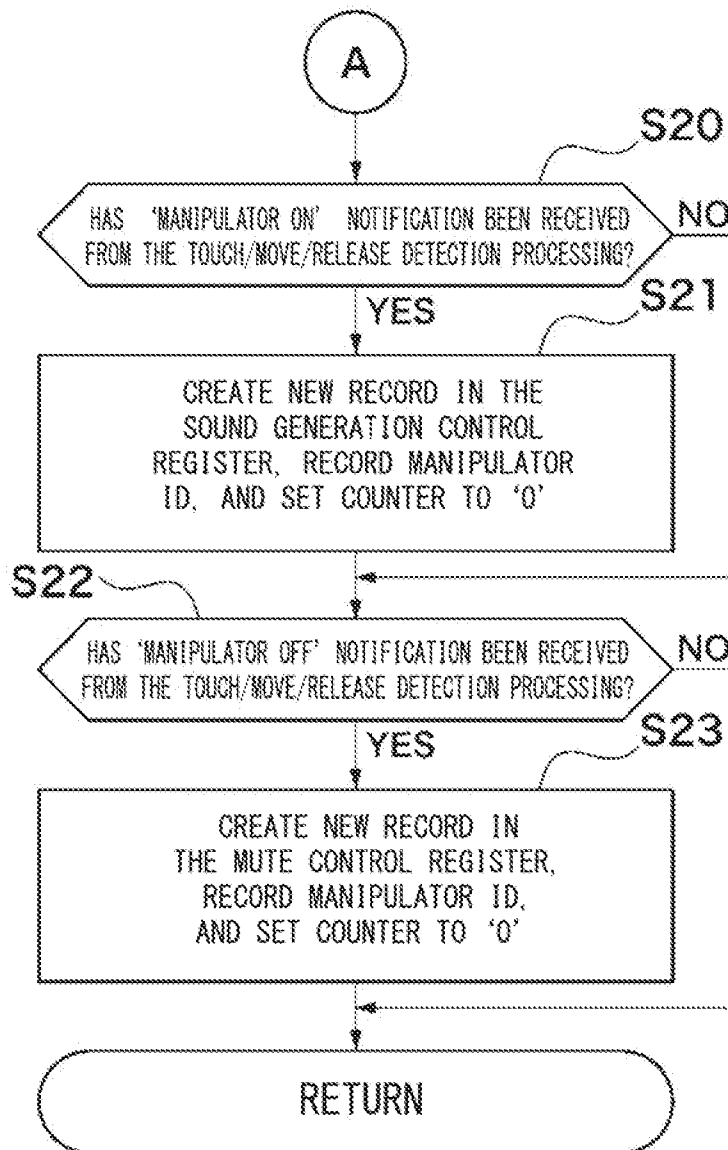 A
S20
HAS 'MANIPULATOR ON' NOTIFICATION BEEN RECEIVED
FROM THE TOUCH/MOVE/RELEASE DETECTION PROCESSING?
NO
YES
S21
CREATE NEW RECORD IN THE
SOUND GENERATION CONTROL
REGISTER, RECORD MANIPULATOR
ID, AND SET COUNTER TO '0'
S22
HAS 'MANIPULATOR OFF' NOTIFICATION BEEN RECEIVED
FROM THE TOUCH/MOVE/RELEASE DETECTION PROCESSING?
NO
YES
S23
CREATE NEW RECORD IN
THE MUTE CONTROL REGISTER,
RECORD MANIPULATOR ID,
AND SET COUNTER TO '0'
RETURN